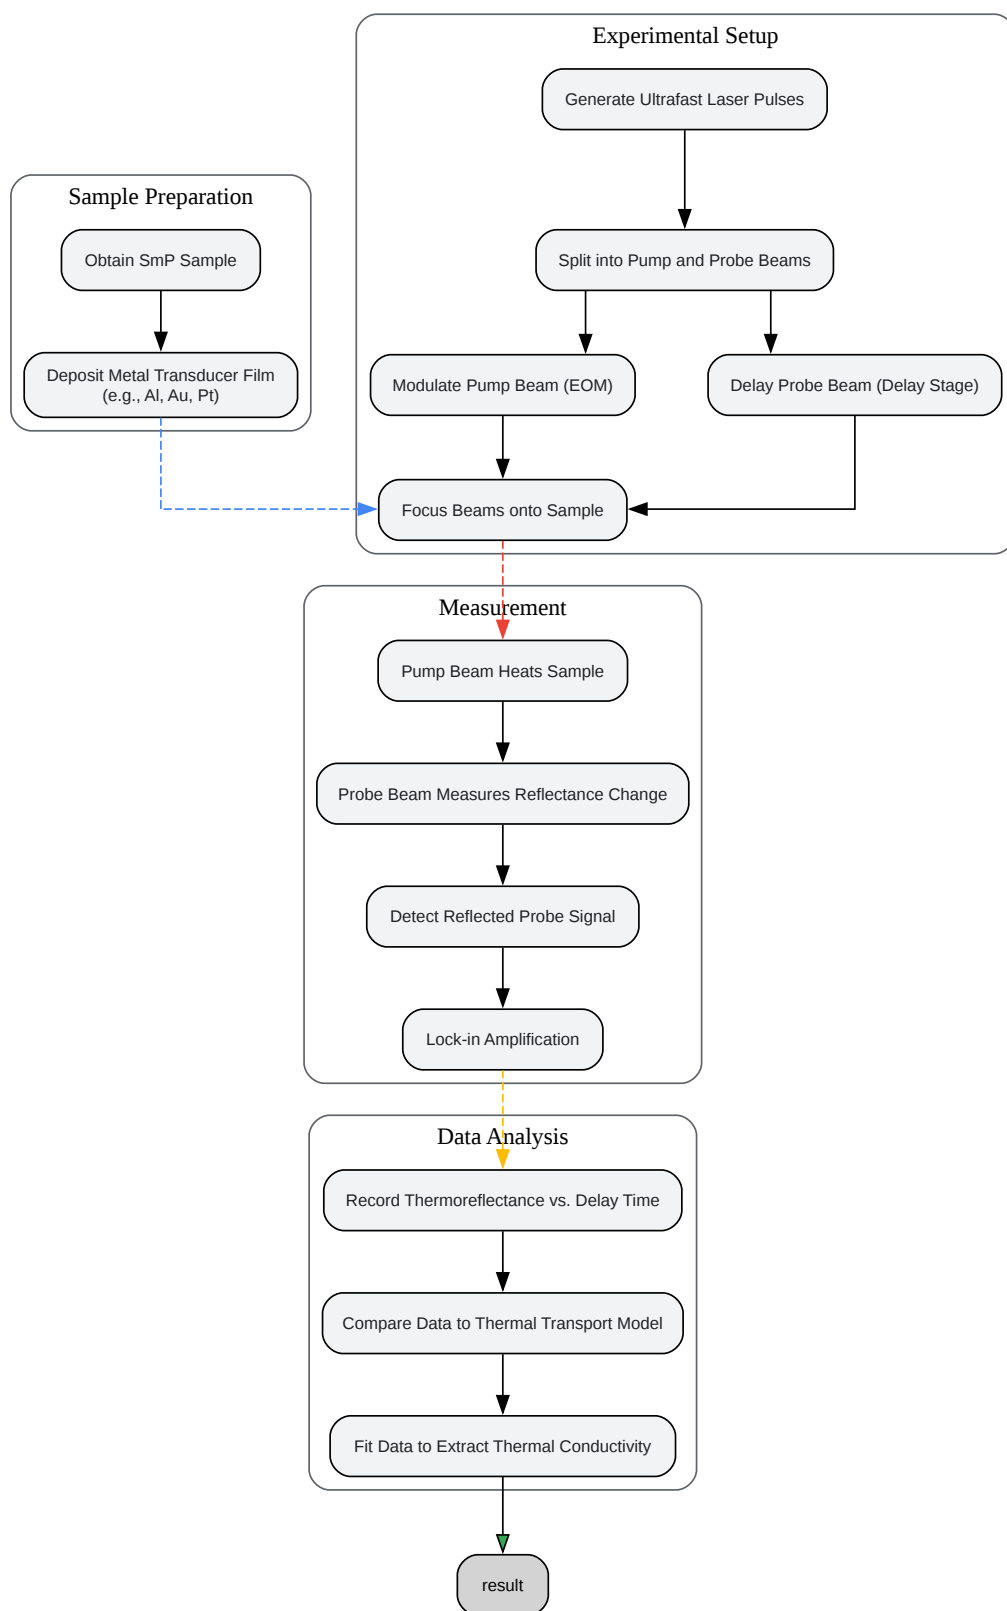 Experimental Setup
Generate Ultrafast Laser Pulses
Sample Preparation
Obtain SmP Sample
Split into Pump and Probe Beams
Deposit Metal Transducer Film
(e.g., Al, Au, Pt)
Modulate Pump Beam (EOM)
Delay Probe Beam (Delay Stage)
Focus Beams onto Sample
Measurement
Pump Beam Heats Sample
Probe Beam Measures Reflectance Change
Detect Reflected Probe Signal
Lock-in Amplification
Data Analysis
Record Thermoreflectance vs. Delay Time
Compare Data to Thermal Transport Model
Fit Data to Extract Thermal Conductivity
result